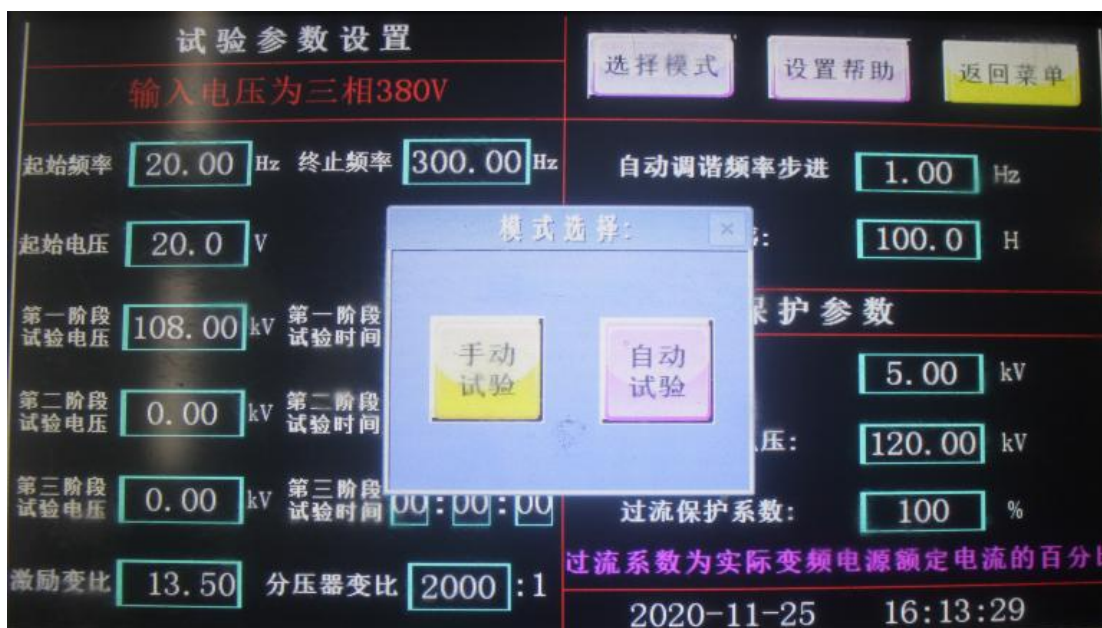 试验参数设置
输入电压为三相380V
选择模式
设置帮助
返回菜单
起始频率 20.00 Hz 终止频率 300.00 Hz
自动调谐频率步进 1.00 Hz
模式选择: ×
起始电压 20.0 V
: 100.0 H
第一阶段
试验电压 108.00 kV
第一阶段
试验时间
护参数
手动
试验
自动
试验
5.00 kV
第二阶段
试验电压 0.00 kV
第二阶段
试验时间
压: 120.00 kV
第三阶段
试验电压 0.00 kV
第三阶段
试验时间 00:00:00
过流保护系数: 100 %
过流系数为实际变频电源额定电流的百分
激励变比 13.50 分压器变比 2000 :1
2020-11-25 16:13:29